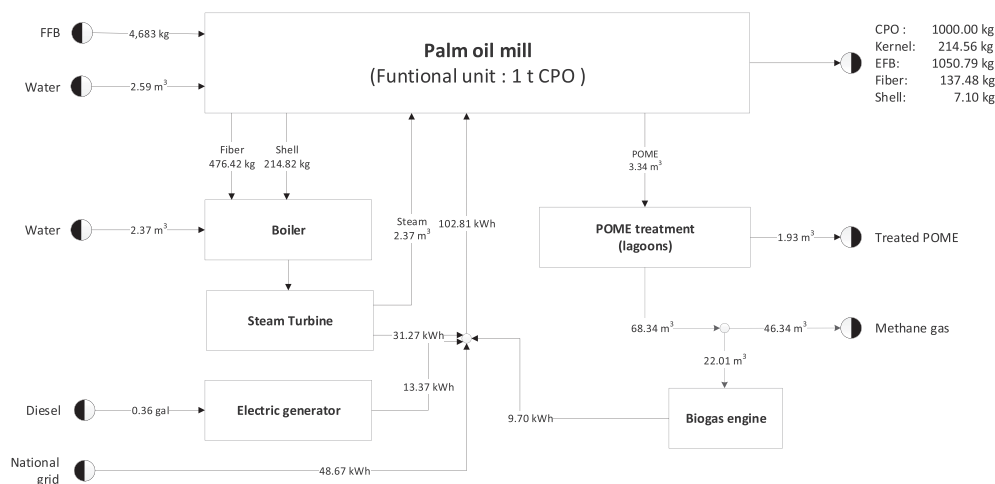 FFB
4,683 kg
Palm oil mill
(Funtional unit : 1 t CPO )
CPO : 1000.00 kg
Kernel: 214.56 kg
EFB: 1050.79 kg
Fiber: 137.48 kg
Shell: 7.10 kg
Water
2.59 m³
Fiber
476.42 kg
Shell
214.82 kg
POME
3.34 m³
Water
2.37 m³
Boiler
Steam
2.37 m³
102.81 kWh
POME treatment
(lagoons)
1.93 m³
Treated POME
Steam Turbine
31.27 kWh
68.34 m³
46.34 m³
Methane gas
22.01 m³
13.37 kWh
Diesel
0.36 gal
Electric generator
9.70 kWh
Biogas engine
National
grid
48.67 kWh